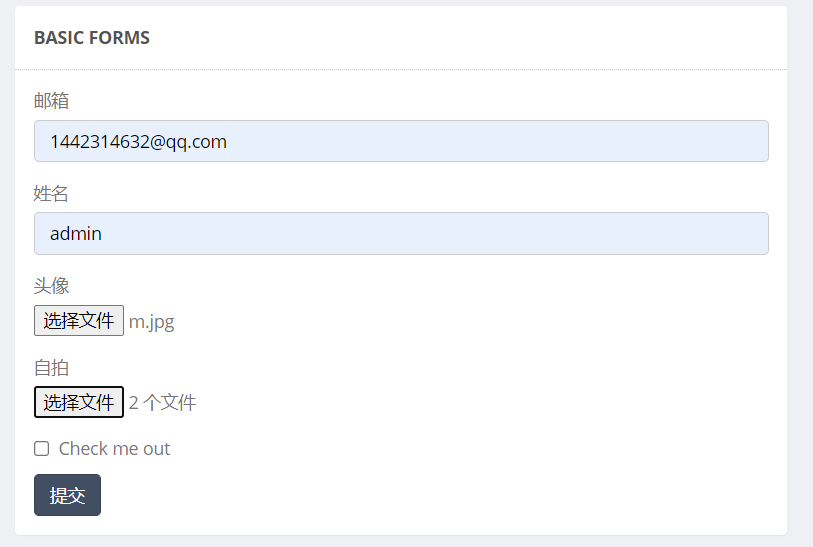 BASIC FORMS
邮箱
1442314632@qq.com
姓名
admin
头像
选择文件 m.jpg
自拍
选择文件 2 个文件
Check me out
提交